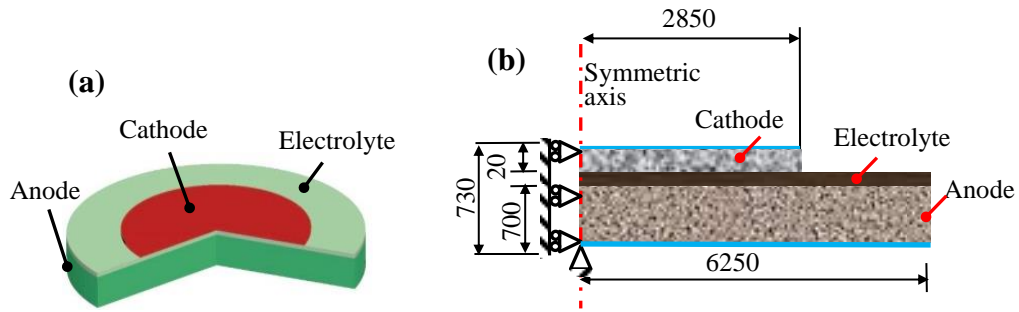 (a)
Cathode
Electrolyte
Anode
(b)
2850
Symmetric
axis
Cathode
Electrolyte
Anode
20
730
700
6250